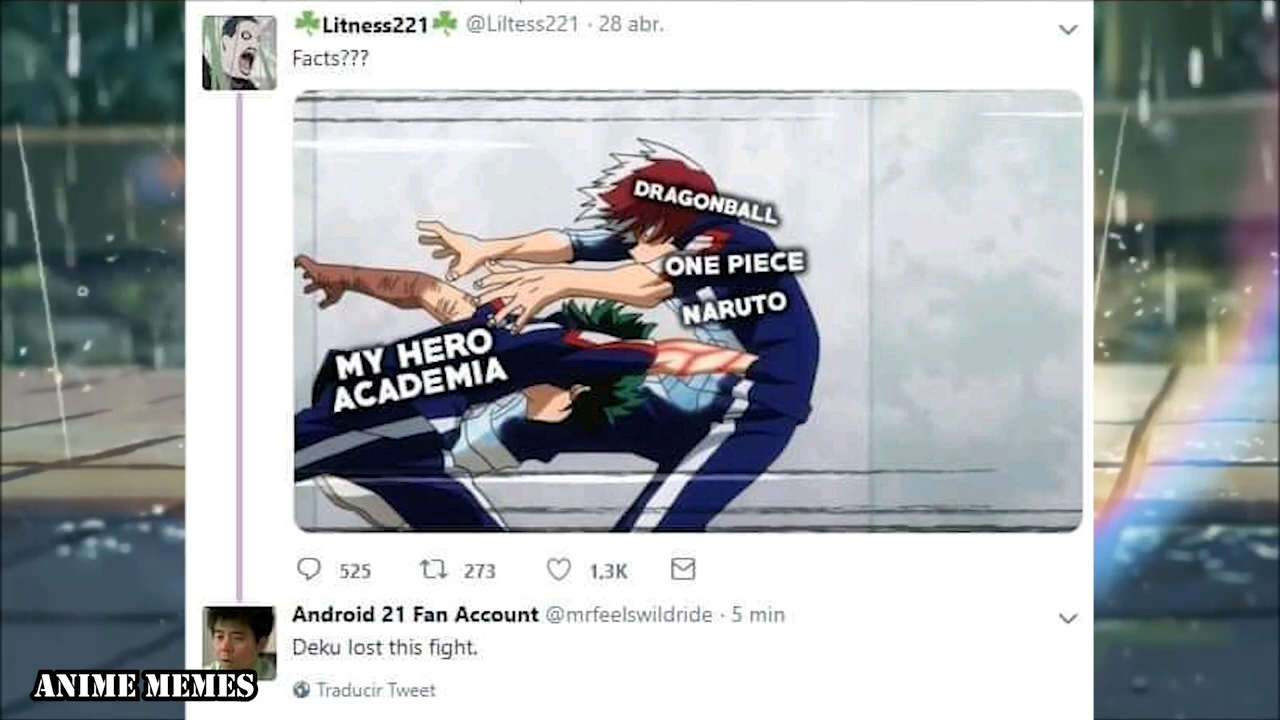 ☘Litness221☘ @Liltess221 · 28 abr.
Facts???
DRAGONBALL
ONE PIECE
NARUTO
MY HERO
ACADEMIA
525 273 1,3K
Android 21 Fan Account @mrfeelswildride · 5 min
Deku lost this fight.
Traducir Tweet
ANIME MEMES